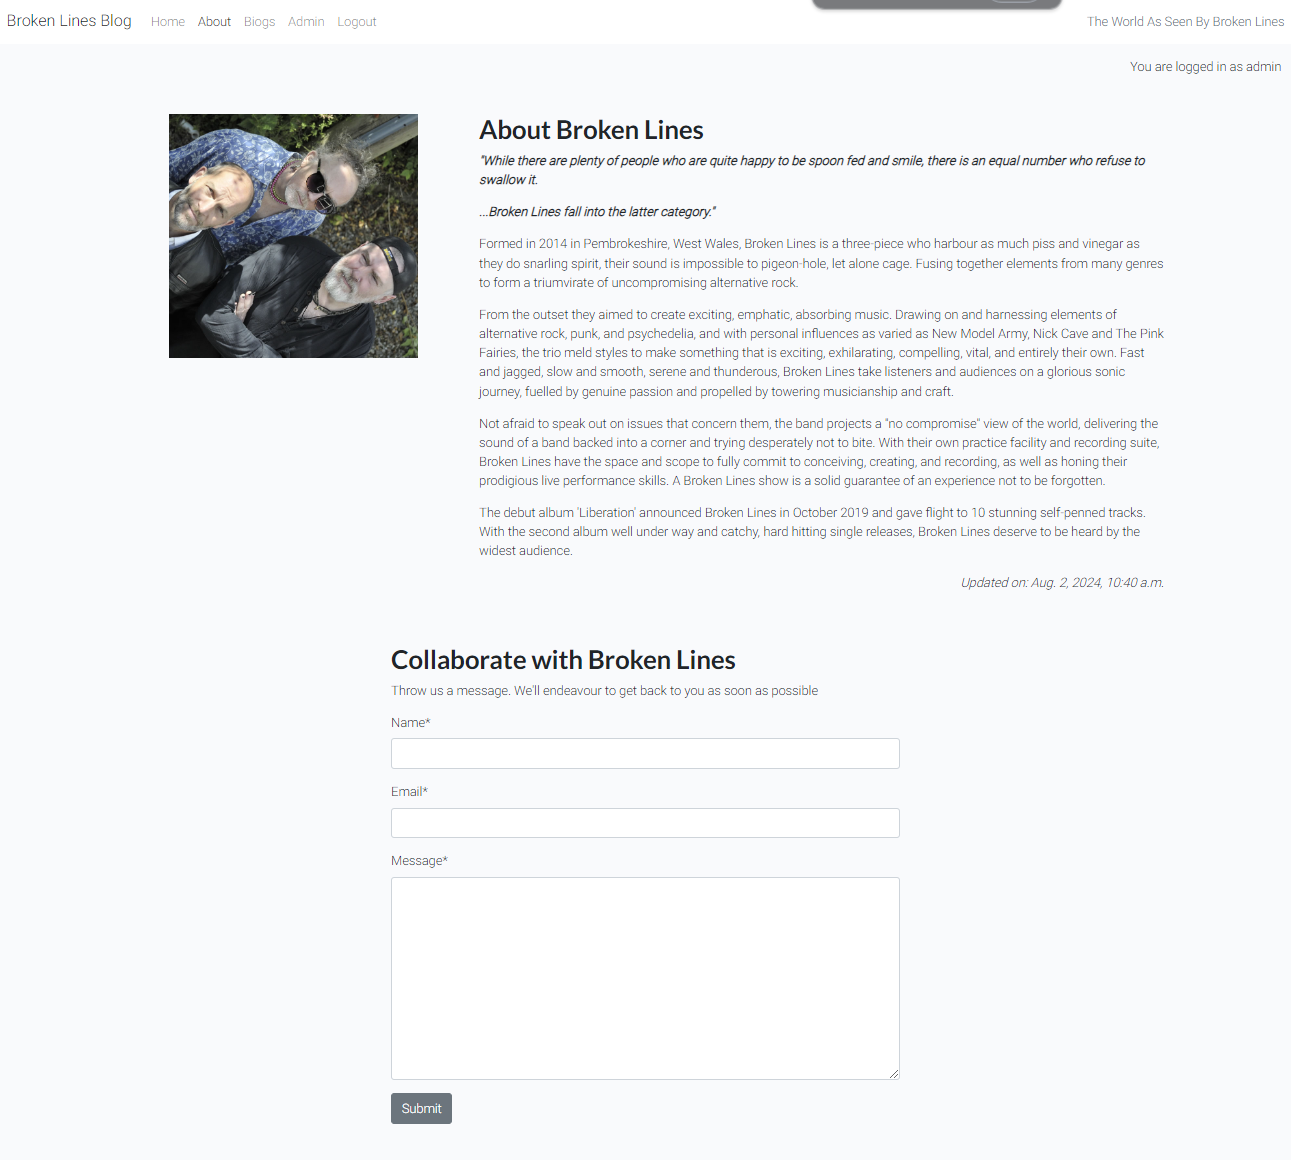 Broken Lines Blog Home About Biogs Admin Logout The World As Seen By Broken Lines
You are logged in as admin
About Broken Lines
"While there are plenty of people who are quite happy to be spoon fed and smile, there is an equal number who refuse to
swallow it.
...Broken Lines fall into the latter category."
Formed in 2014 in Pembrokeshire, West Wales, Broken Lines is a three-piece who harbour as much piss and vinegar as
they do snarling spirit, their sound is impossible to pigeon-hole, let alone cage. Fusing together elements from many genres
to form a triumvirate of uncompromising alternative rock.
From the outset they aimed to create exciting, emphatic, absorbing music. Drawing on and harnessing elements of
alternative rock, punk, and psychedelia, and with personal influences as varied as New Model Army, Nick Cave and The Pink
Fairies, the trio meld styles to make something that is exciting, exhilarating, compelling, vital, and entirely their own. Fast
and jagged, slow and smooth, serene and thunderous, Broken Lines take listeners and audiences on a glorious sonic
journey, fuelled by genuine passion and propelled by towering musicianship and craft.
Not afraid to speak out on issues that concern them, the band projects a "no compromise" view of the world, delivering the
sound of a band backed into a corner and trying desperately not to bite. With their own practice facility and recording suite,
Broken Lines have the space and scope to fully commit to conceiving, creating, and recording, as well as honing their
prodigious live performance skills. A Broken Lines show is a solid guarantee of an experience not to be forgotten.
The debut album 'Liberation' announced Broken Lines in October 2019 and gave flight to 10 stunning self-penned tracks.
With the second album well under way and catchy, hard hitting single releases, Broken Lines deserve to be heard by the
widest audience.
Updated on: Aug. 2, 2024, 10:40 a.m.
Collaborate with Broken Lines
Throw us a message. We'll endeavour to get back to you as soon as possible
Name*
Email*
Message*
Submit